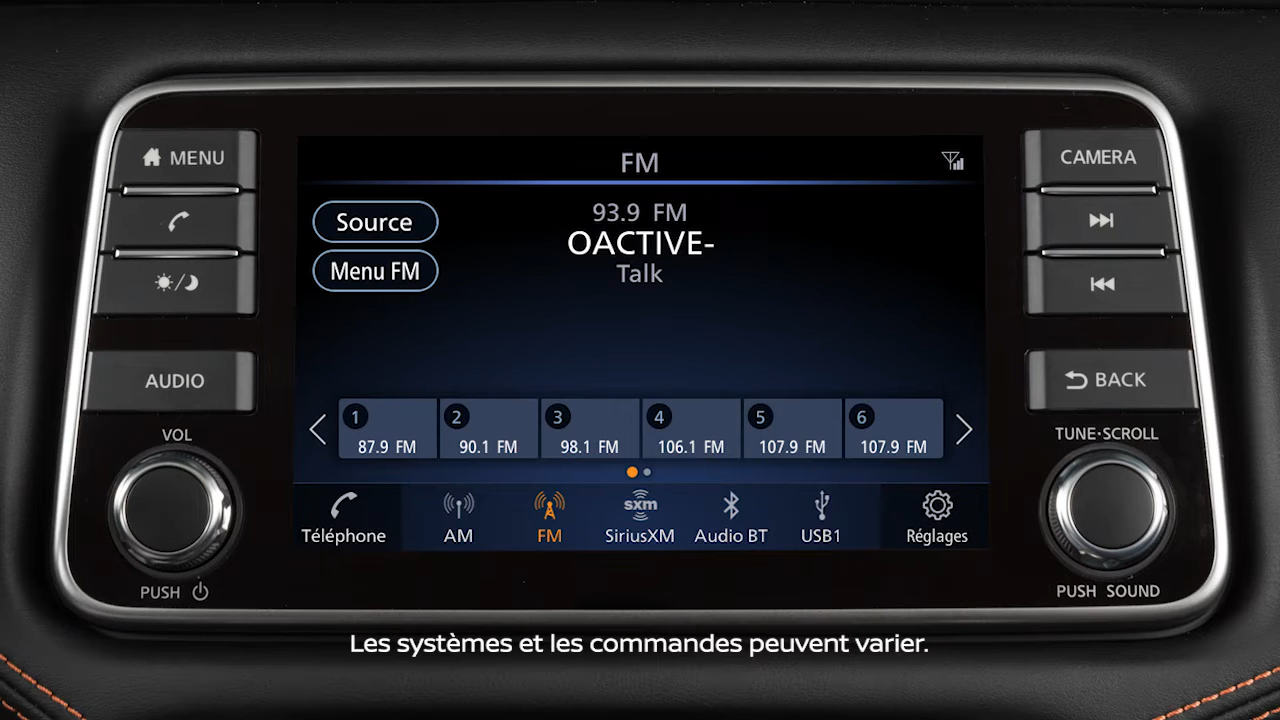 MENU
AUDIO
VOL
PUSH
FM
Source
Menu FM
93.9 FM
OACTIVE-
Talk
1 2 3 4 5 6
87.9 FM 90.1 FM 98.1 FM 106.1 FM 107.9 FM 107.9 FM
sxm
Téléphone AM FM SiriusXM Audio BT USB1 Réglages
CAMERA
BACK
TUNE·SCROLL
PUSH SOUND
Les systèmes et les commandes peuvent varier.